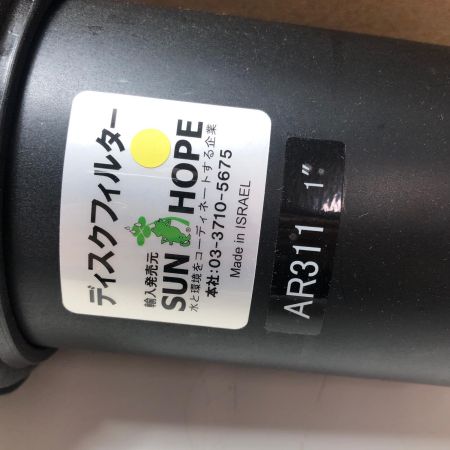 ディスクフィルター
輸入発売元
SUN HOPE
水と環境をコーディネートする企業
本社:03-3710-5675
Made in ISRAEL
AR311 1″